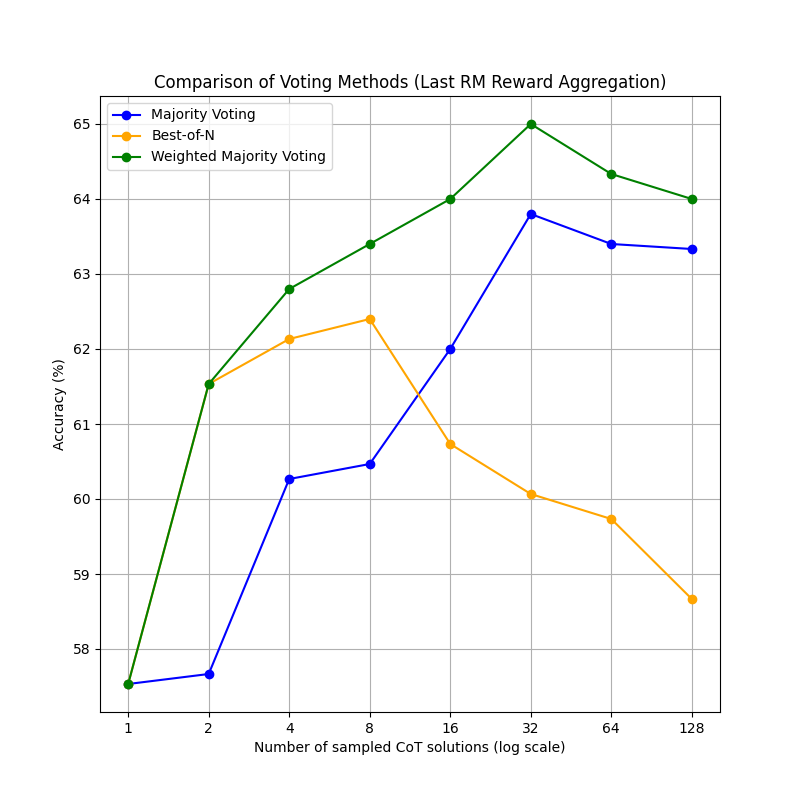 Comparison of Voting Methods (Last RM Reward Aggregation)
Majority Voting
Best-of-N
Weighted Majority Voting
65
64
63
62
61
60
59
58
Accuracy (%)
1 2 4 8 16 32 64 128
Number of sampled CoT solutions (log scale)